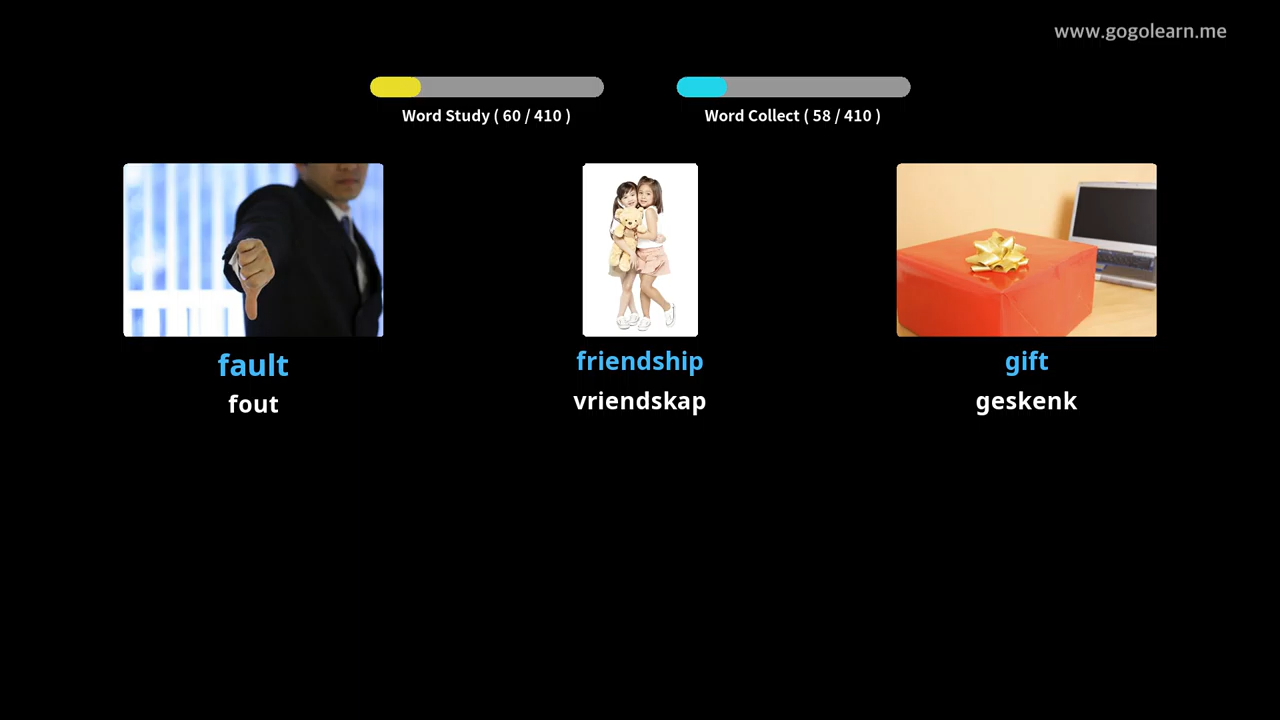 www.gogolearn.me
Word Study ( 60 / 410 )
Word Collect ( 58 / 410 )
fault
fout
friendship
vriendskap
gift
geskenk